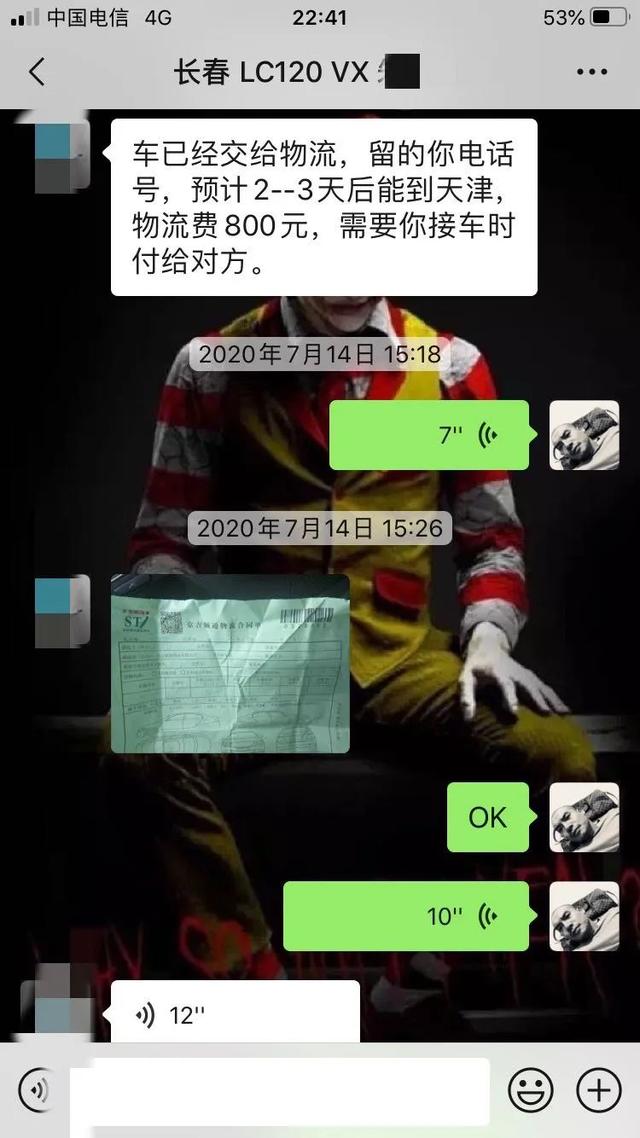 中国电信 4G 22:41 53%
长春 LC120 VX
车已经交给物流，留的你电话
号，预计2--3天后能到天津，
物流费800元，需要你接车时
付给对方。
2020年7月14日 15:18
7''
2020年7月14日 15:26
OK
10''
12''